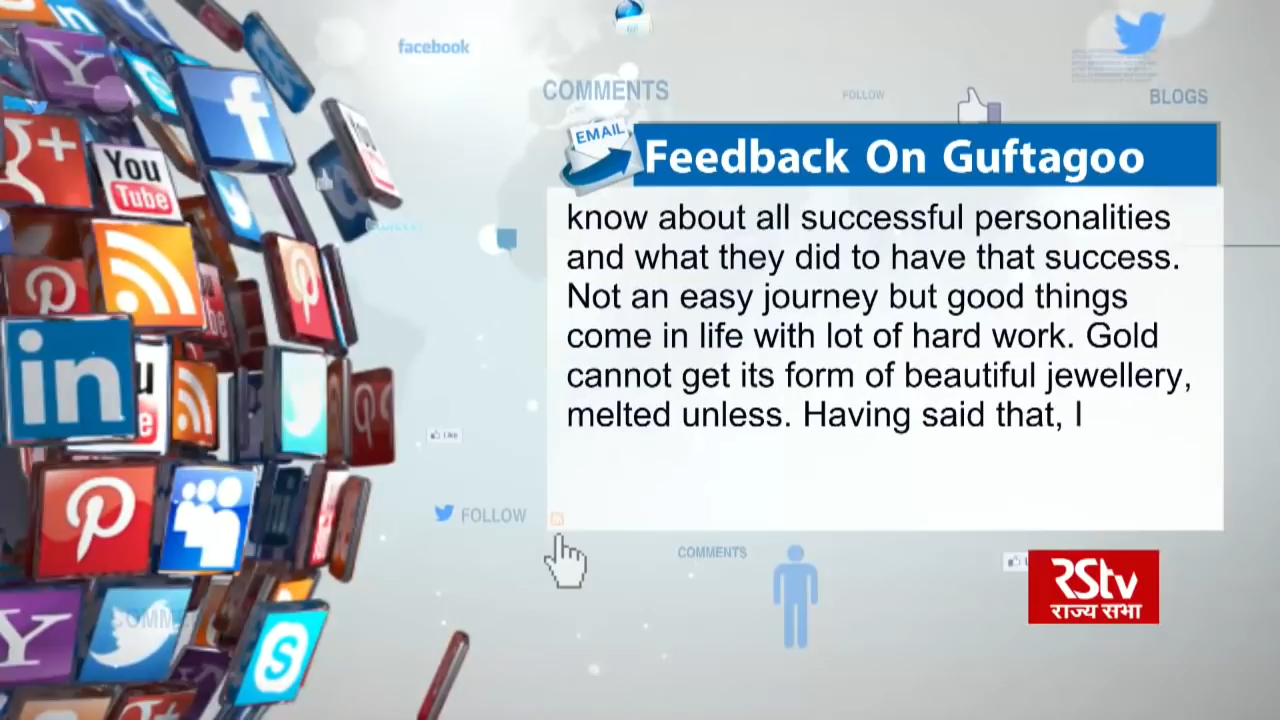 facebook
COMMENTS
FOLLOW
BLOGS
EMAIL
Feedback On Guftagoo
know about all successful personalities
and what they did to have that success.
Not an easy journey but good things
come in life with lot of hard work. Gold
cannot get its form of beautiful jewellery,
melted unless. Having said that, I
You
Tube
in
Like
FOLLOW
COMMENTS
RStv
राज्य सभा